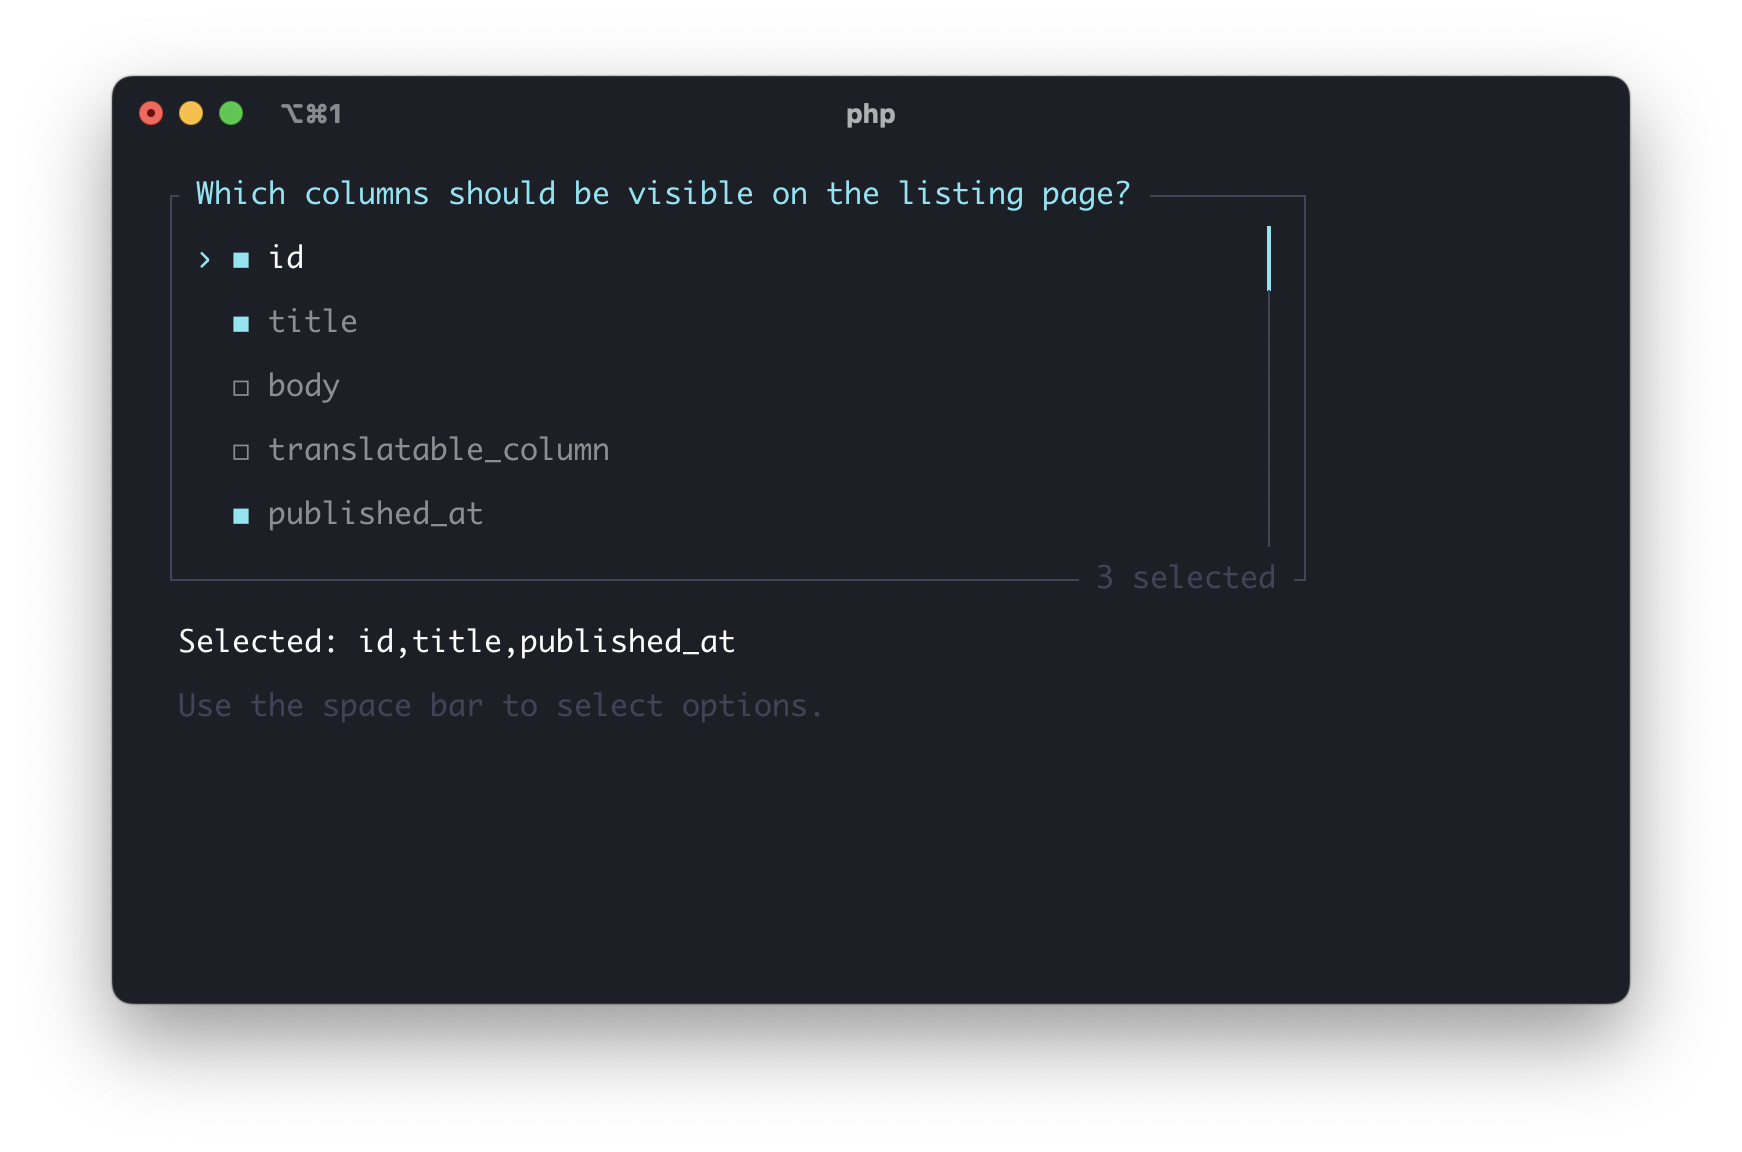 ⌥⌘1 php
Which columns should be visible on the listing page?
› ■ id
■ title
□ body
□ translatable_column
■ published_at
3 selected
Selected: id,title,published_at
Use the space bar to select options.